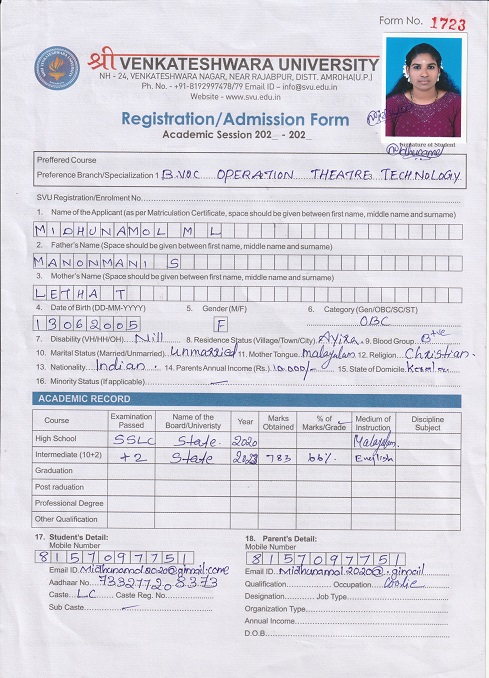 Form No. 1723
श्री VENKATESHWARA UNIVERSITY
NH - 24, VENKATESHWARA NAGAR, NEAR RAJABPUR, DISTT. AMROHA(U.P.)
Ph. No. - +91-8192997478/79 Email ID – info@svu.edu.in
Website - www.svu.edu.in
Registration/Admission Form
Academic Session 202_ - 202_
Signature of Student
Midhunamol
Preffered Course
Preference Branch/Specialization 1 B.VOC OPERATION THEATRE TECHNOLOGY
SVU Registration/Enrolment No.
1. Name of the Applicant (as per Matriculation Certificate, space should be given between first name, middle name and surname)
MIDHUNAMOL M L
2. Father's Name (Space should be given between first name, middle name and surname)
MANONMANI S
3. Mother's Name (Space should be given between first name, middle name and surname)
LETHA T
4. Date of Birth (DD-MM-YYYY) 5. Gender (M/F) 6. Category (Gen/OBC/SC/ST)
13062005 F OBC
7. Disability (VH/HH/OH) Nill 8. Residence Status (Village/Town/City) Ayira 9. Blood Group B+ve
10. Marital Status (Married/Unmarried) Unmarried 11. Mother Tongue malayalam 12. Religion Christian
13. Nationality Indian 14. Parents Annual Income (Rs.) 10,000/- 15. State of Domicile Kerala
16. Minority Status (If applicable)
ACADEMIC RECORD
Course Examination Passed Name of the Board/Univeristy Year Marks Obtained % of Marks/Grade Medium of Instruction Discipline Subject
High School SSLC State 2020 Malayalam
Intermediate (10+2) +2 State 2023 783 66% English
Graduation
Post raduation
Professional Degree
Other Qualification
17. Student's Detail:
Mobile Number
8157097751
Email ID. Midhunamol2020@gmail.com
Aadhar No. 733277208373
Caste LC Caste Reg. No.
Sub Caste
18. Parent's Detail:
Mobile Number
8157097751
Email ID. Midhunamol.2020@.gmail
Qualification Occupation Coolie
Designation Job Type
Organization Type
Annual Income
D.O.B.